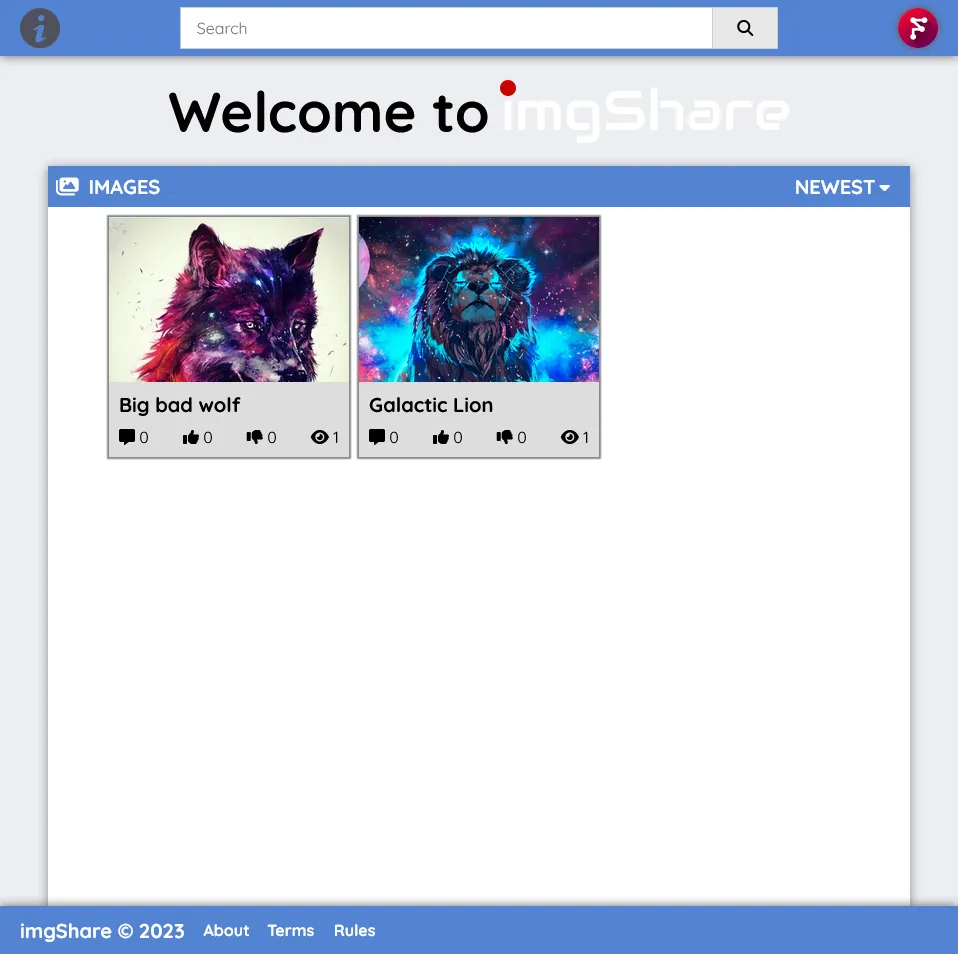 Search
Welcome to imgShare
IMAGES NEWEST
Big bad wolf
0 0 0 1
Galactic Lion
0 0 0 1
imgShare © 2023 About Terms Rules